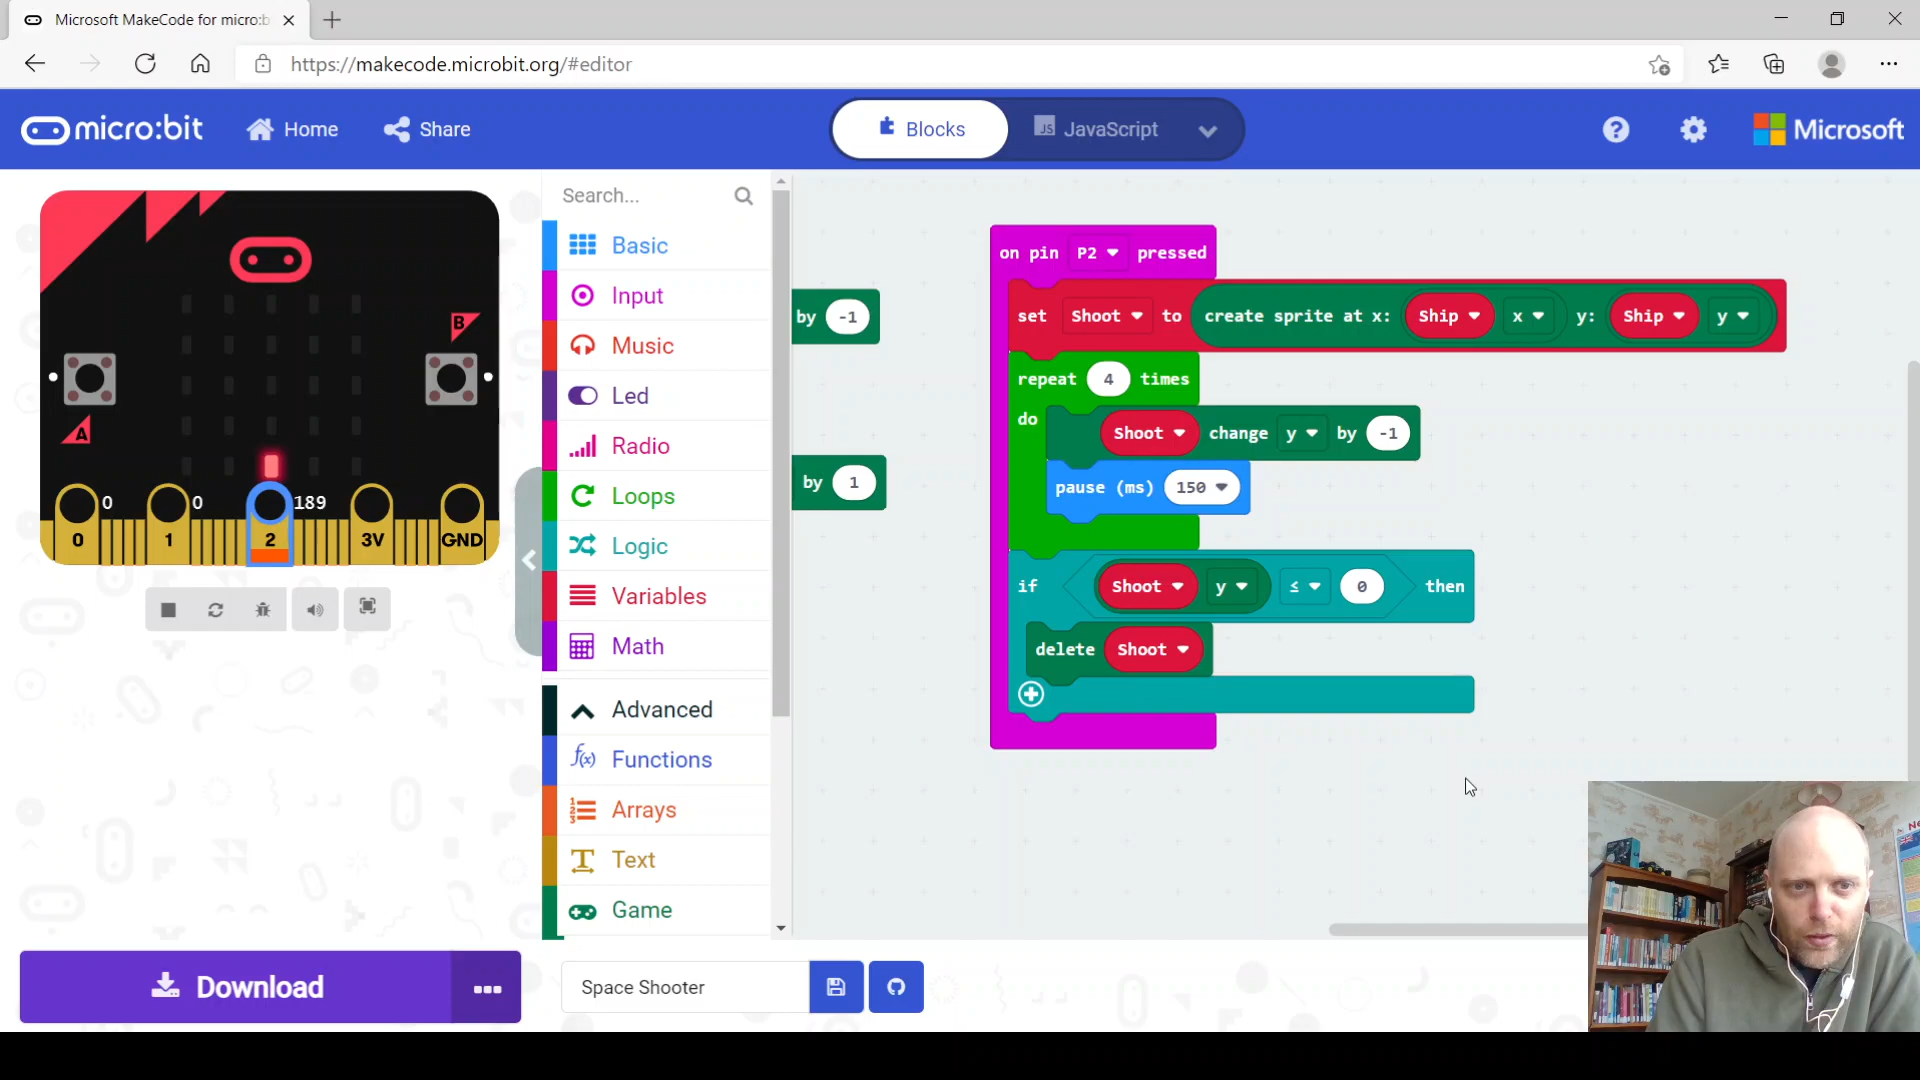 Microsoft MakeCode for micro:b
https://makecode.microbit.org/#editor
micro:bit
Home
Share
Blocks
JS
JavaScript
?
Microsoft
B
A
0
0
189
0
1
2
3V
GND
Search...
Basic
Input
Music
Led
Radio
Loops
Logic
Variables
Math
Advanced
f(x) Functions
Arrays
T Text
Game
by -1
by 1
on pin P2 pressed
set Shoot to create sprite at x: Ship x y: Ship y
repeat 4 times
do Shoot change y by -1
pause (ms) 150
if Shoot y ≤ 0 then
delete Shoot
Download
Space Shooter